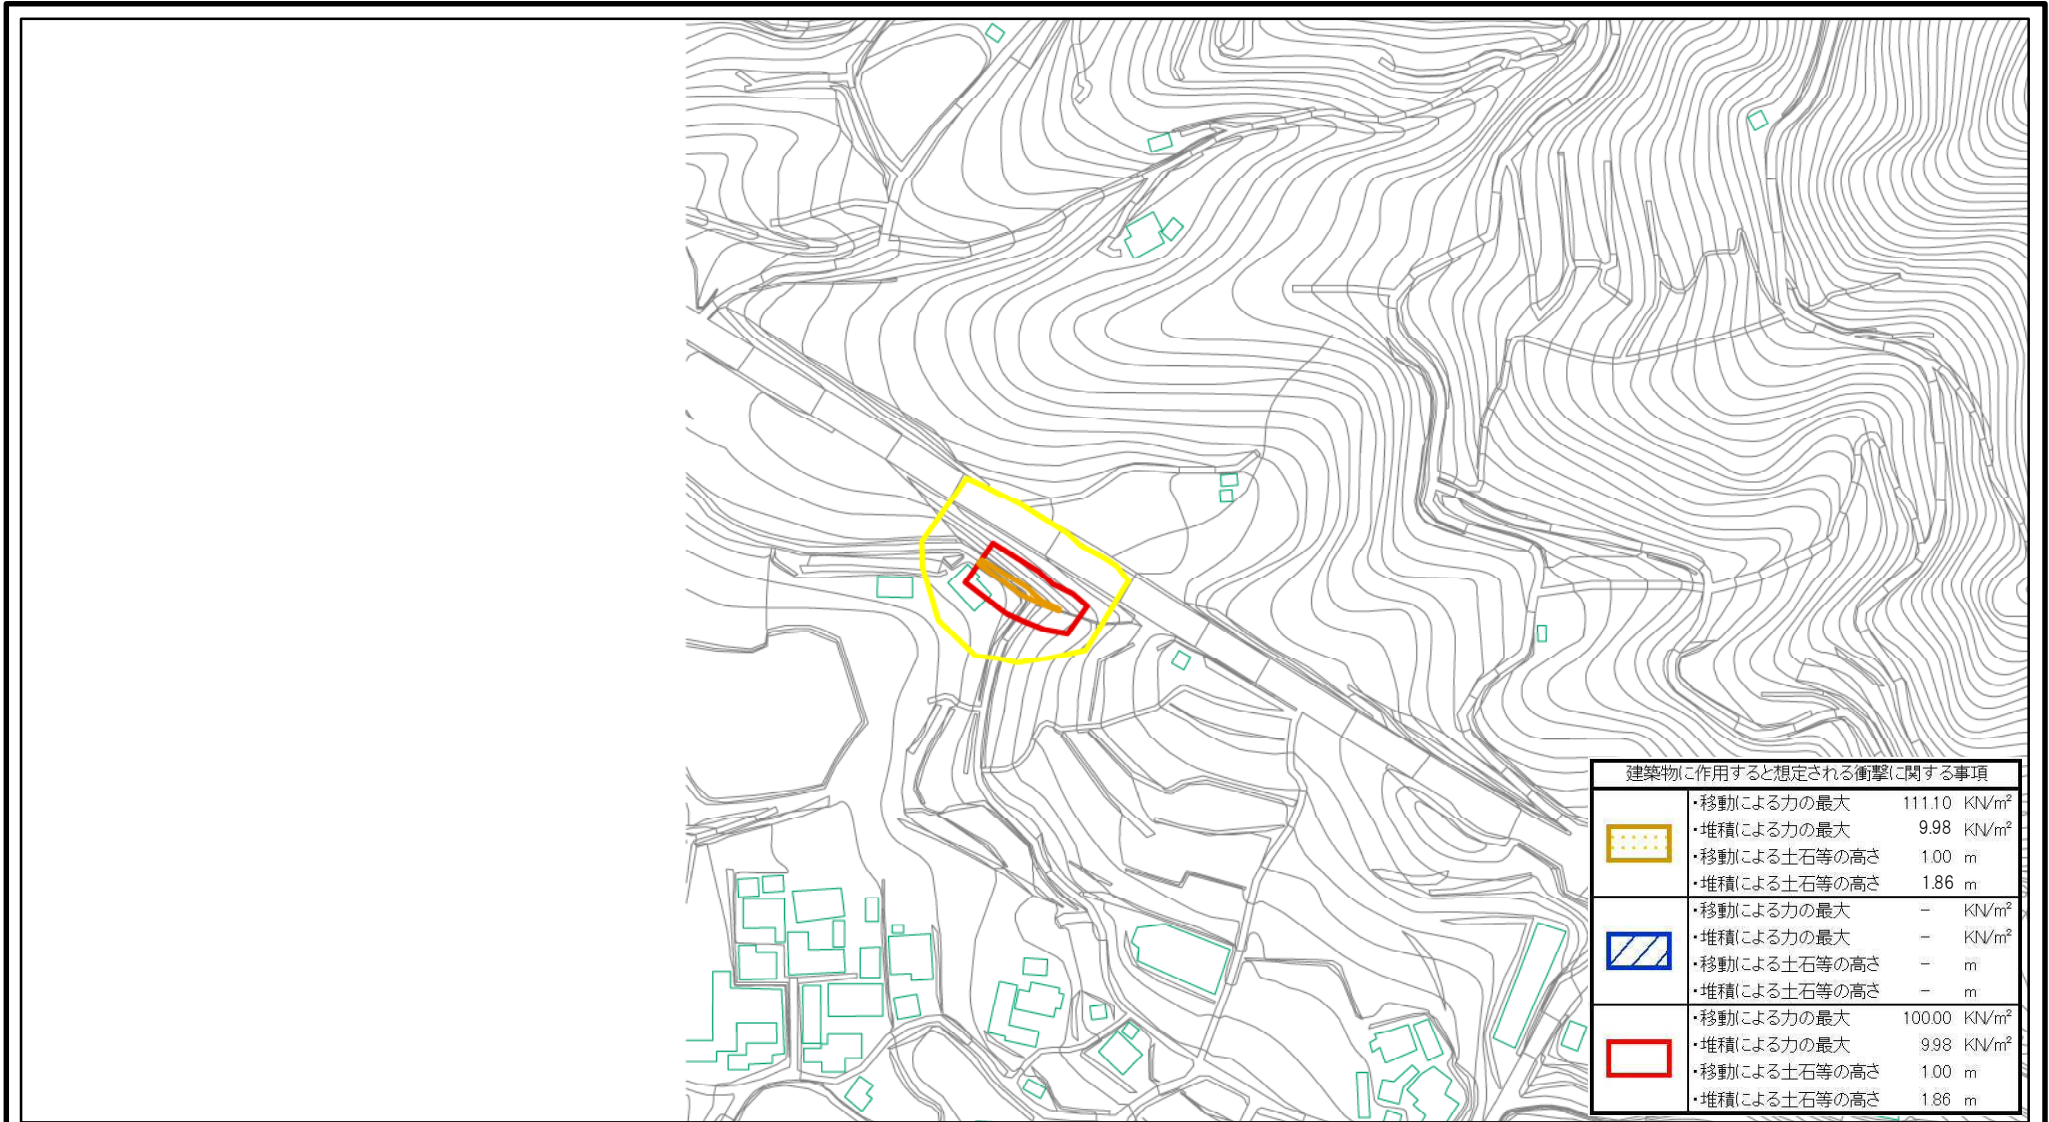 建築物に作用すると想定される衝撃に関する事項
・移動による力の最大 111.10 KN/m²
・堆積による力の最大 9.98 KN/m²
・移動による土石等の高さ 1.00 m
・堆積による土石等の高さ 1.86 m
・移動による力の最大 － KN/m²
・堆積による力の最大 － KN/m²
・移動による土石等の高さ － m
・堆積による土石等の高さ － m
・移動による力の最大 100.00 KN/m²
・堆積による力の最大 9.98 KN/m²
・移動による土石等の高さ 1.00 m
・堆積による土石等の高さ 1.86 m